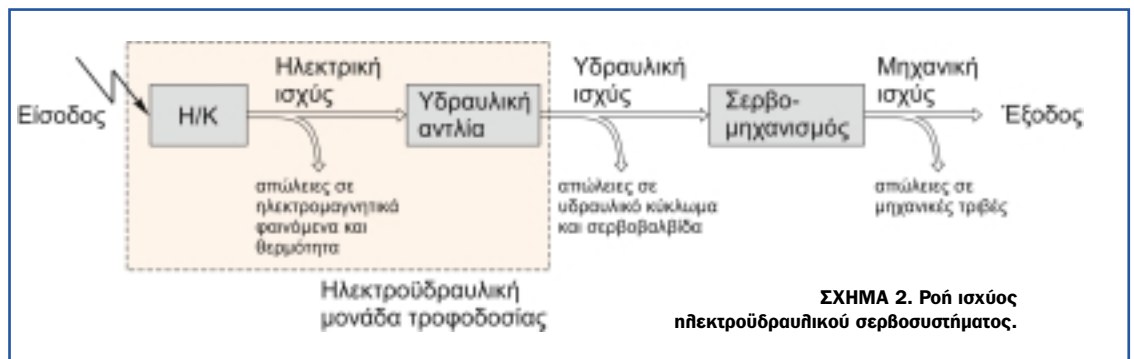 Είσοδος
Η/Κ
Ηλεκτρική
ισχύς
Υδραυλική
αντλία
Υδραυλική
ισχύς
Σερβο-
μηχανισμός
Μηχανική
ισχύς
Έξοδος
απώλειες σε
ηλεκτρομαγνητικά
φαινόμενα και
θερμότητα
απώλειες σε
υδραυλικό κύκλωμα
και σερβοβαλβίδα
απώλειες σε
μηχανικές τριβές
Ηλεκτροϋδραυλική
μονάδα τροφοδοσίας
ΣΧΗΜΑ 2. Ροή ισχύος
ηλεκτροϋδραυλικού σερβοσυστήματος.